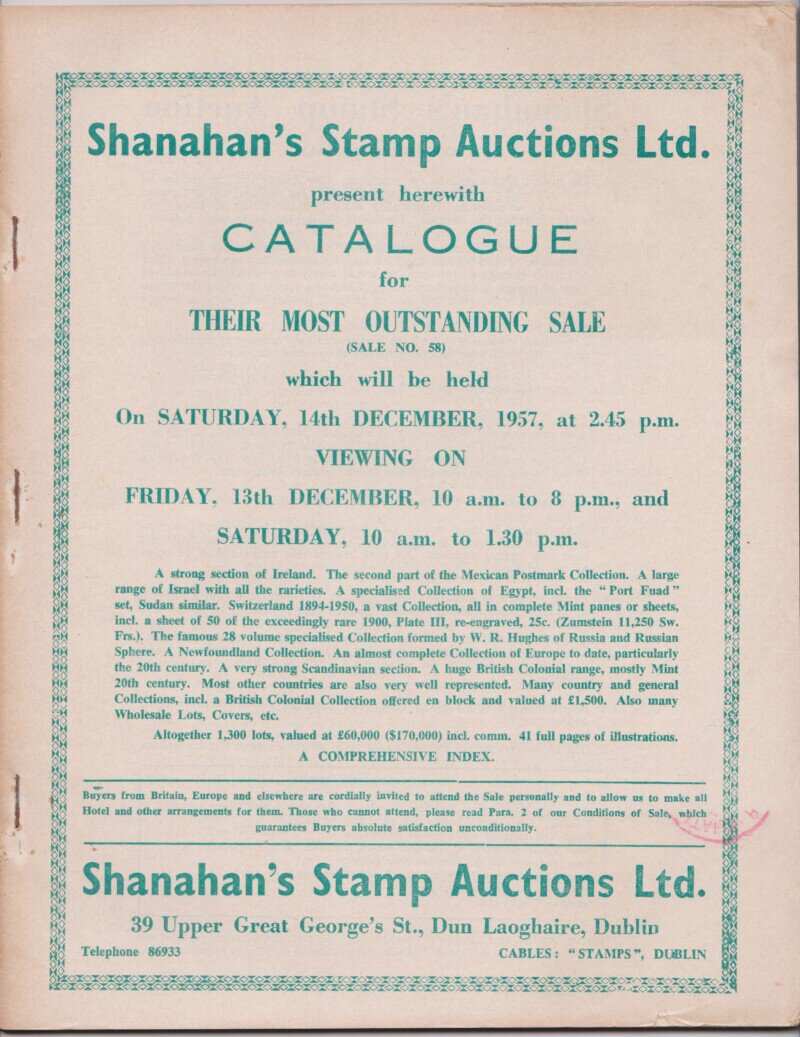 Shanahan's Stamp Auctions Ltd.
present herewith
CATALOGUE
for
THEIR MOST OUTSTANDING SALE
(SALE NO. 58)
which will be held
On SATURDAY, 14th DECEMBER, 1957, at 2.45 p.m.
VIEWING ON
FRIDAY, 13th DECEMBER, 10 a.m. to 8 p.m., and
SATURDAY, 10 a.m. to 1.30 p.m.
A strong section of Ireland. The second part of the Mexican Postmark Collection. A large
range of Israel with all the rarieties. A specialised Collection of Egypt, incl. the "Port Fuad"
set, Sudan similar. Switzerland 1894-1950, a vast Collection, all in complete Mint panes or sheets,
incl. a sheet of 50 of the exceedingly rare 1900, Plate III, re-engraved, 25c. (Zumstein 11,250 Sw.
Frs.). The famous 28 volume specialised Collection formed by W. R. Hughes of Russia and Russian
Sphere. A Newfoundland Collection. An almost complete Collection of Europe to date, particularly
the 20th century. A very strong Scandinavian section. A huge British Colonial range, mostly Mint
20th century. Most other countries are also very well represented. Many country and general
Collections, incl. a British Colonial Collection offered en block and valued at £1,500. Also many
Wholesale Lots, Covers, etc.
Altogether 1,300 lots, valued at £60,000 ($170,000) incl. comm. 41 full pages of illustrations.
A COMPREHENSIVE INDEX.
Buyers from Britain, Europe and elsewhere are cordially invited to attend the Sale personally and to allow us to make all
Hotel and other arrangements for them. Those who cannot attend, please read Para. 2 of our Conditions of Sale, which
guarantees Buyers absolute satisfaction unconditionally.
Shanahan's Stamp Auctions Ltd.
39 Upper Great George's St., Dun Laoghaire, Dublin
Telephone 86933
CABLES: "STAMPS", DUBLIN